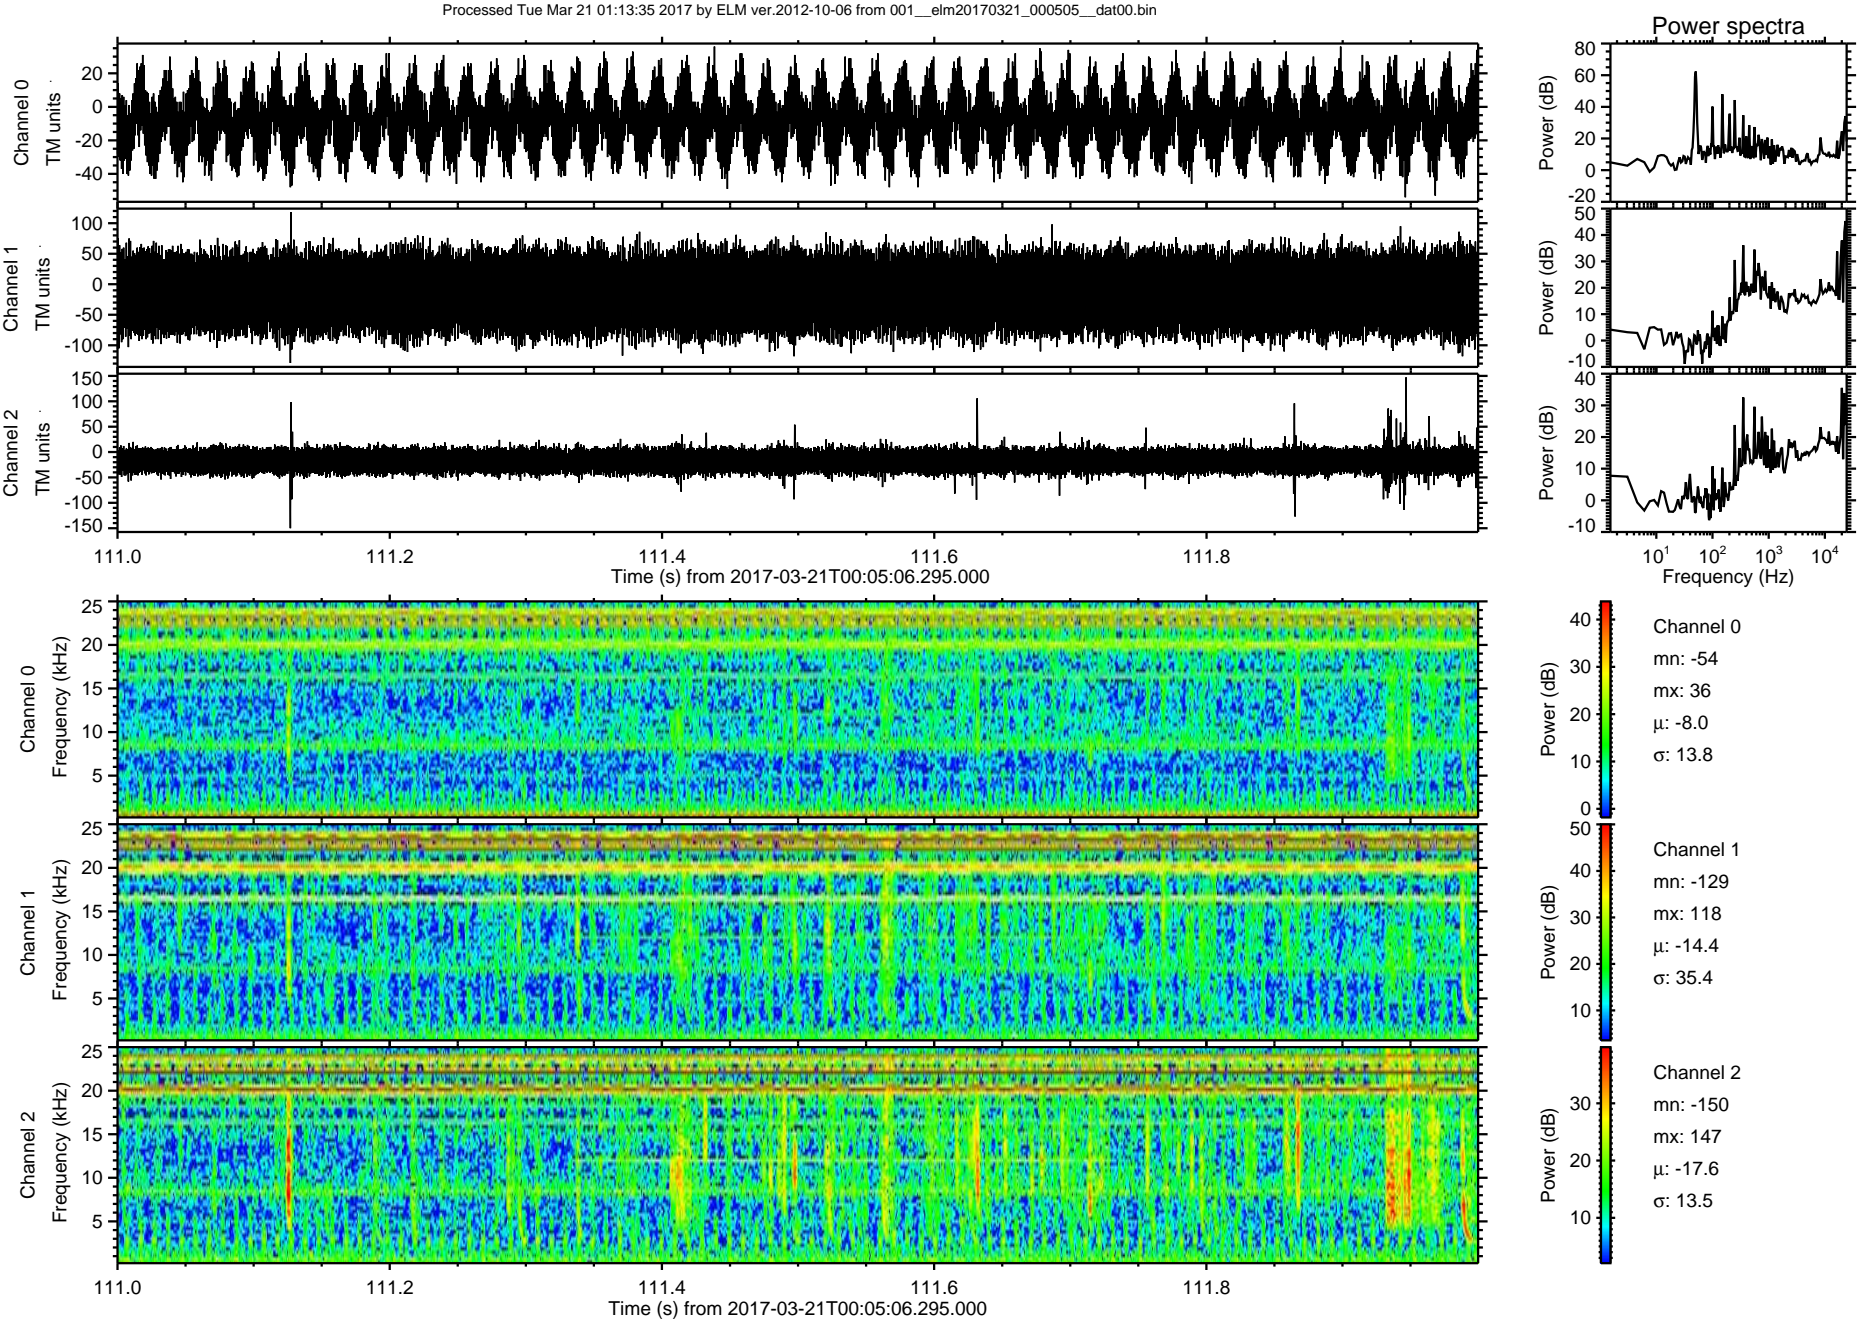 Processed Tue Mar 21 01:13:35 2017 by ELM ver.2012-10-06 from 001__elm20170321_000505__dat00.bin
Power spectra
Channel 0
TM units
20
0
-20
-40
Power (dB)
80
60
40
20
0
-20
Channel 1
TM units
100
50
0
-50
-100
Power (dB)
50
40
30
20
10
0
-10
Channel 2
TM units
150
100
50
0
-50
-100
-150
Power (dB)
40
30
20
10
0
-10
111.0 111.2 111.4 111.6 111.8
Time (s) from 2017-03-21T00:05:06.295.000
10¹ 10² 10³ 10⁴
Frequency (Hz)
Channel 0
Frequency (kHz)
25
20
15
10
5
Power (dB)
40
30
20
10
0
Channel 0
mn: -54
mx: 36
μ: -8.0
σ: 13.8
Channel 1
Frequency (kHz)
25
20
15
10
5
Power (dB)
50
40
30
20
10
Channel 1
mn: -129
mx: 118
μ: -14.4
σ: 35.4
Channel 2
Frequency (kHz)
25
20
15
10
5
Power (dB)
30
20
10
Channel 2
mn: -150
mx: 147
μ: -17.6
σ: 13.5
111.0 111.2 111.4 111.6 111.8
Time (s) from 2017-03-21T00:05:06.295.000